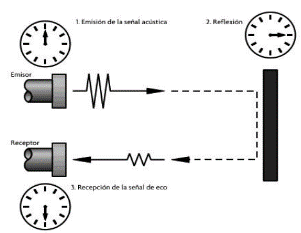 1. Emisión de la señal acústica
2. Reflexión
Emisor
Receptor
3. Recepción de la señal de eco